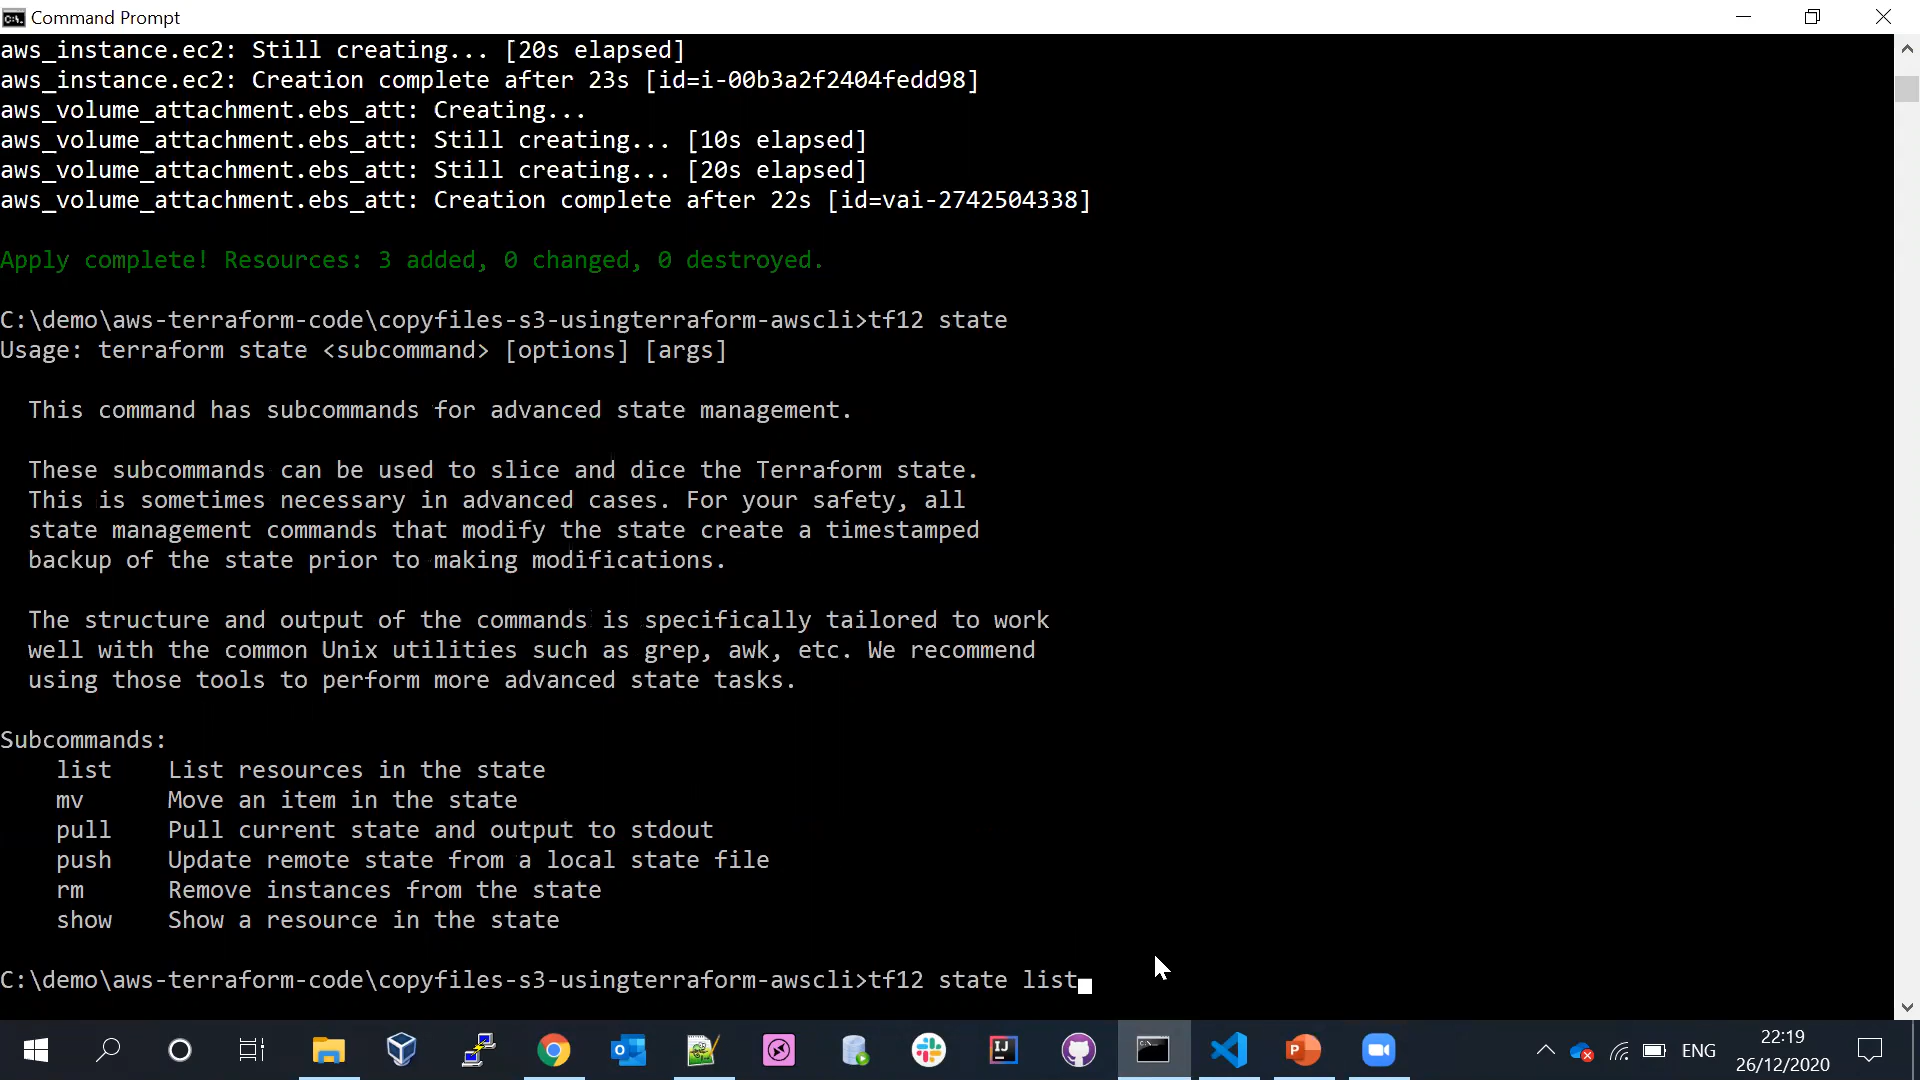 Command Prompt
aws_instance.ec2: Still creating... [20s elapsed]
aws_instance.ec2: Creation complete after 23s [id=i-00b3a2f2404fedd98]
aws_volume_attachment.ebs_att: Creating...
aws_volume_attachment.ebs_att: Still creating... [10s elapsed]
aws_volume_attachment.ebs_att: Still creating... [20s elapsed]
aws_volume_attachment.ebs_att: Creation complete after 22s [id=vai-2742504338]
Apply complete! Resources: 3 added, 0 changed, 0 destroyed.
C:\demo\aws-terraform-code\copyfiles-s3-usingterraform-awscli>tf12 state
Usage: terraform state <subcommand> [options] [args]
This command has subcommands for advanced state management.
These subcommands can be used to slice and dice the Terraform state.
This is sometimes necessary in advanced cases. For your safety, all
state management commands that modify the state create a timestamped
backup of the state prior to making modifications.
The structure and output of the commands is specifically tailored to work
well with the common Unix utilities such as grep, awk, etc. We recommend
using those tools to perform more advanced state tasks.
Subcommands:
list    List resources in the state
mv      Move an item in the state
pull    Pull current state and output to stdout
push    Update remote state from a local state file
rm      Remove instances from the state
show    Show a resource in the state
C:\demo\aws-terraform-code\copyfiles-s3-usingterraform-awscli>tf12 state list
ENG
22:19
26/12/2020